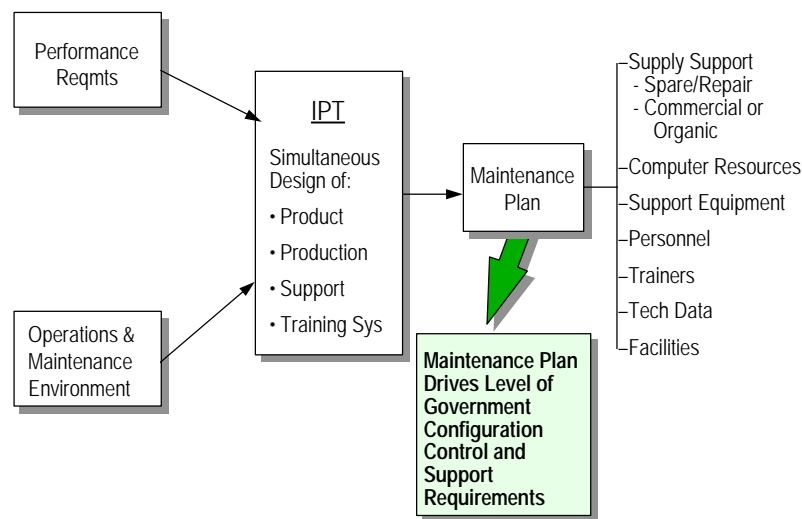 Performance
Reqmts
Operations &
Maintenance
Environment
IPT
Simultaneous
Design of:
• Product
• Production
• Support
• Training Sys
Maintenance
Plan
–Supply Support
- Spare/Repair
- Commercial or
Organic
–Computer Resources
–Support Equipment
–Personnel
–Trainers
–Tech Data
–Facilities
Maintenance Plan
Drives Level of
Government
Configuration
Control and
Support
Requirements